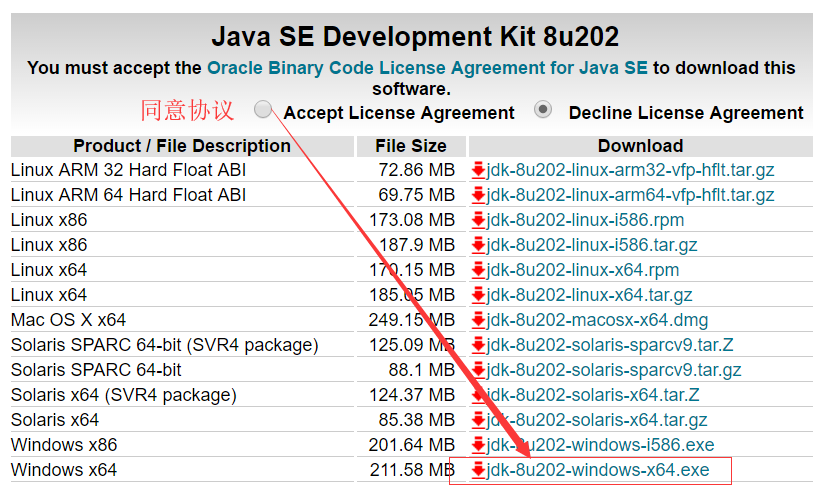 Java SE Development Kit 8u202
You must accept the Oracle Binary Code License Agreement for Java SE to download this
software.
同意协议 Accept License Agreement Decline License Agreement
Product / File Description File Size Download
Linux ARM 32 Hard Float ABI 72.86 MB jdk-8u202-linux-arm32-vfp-hflt.tar.gz
Linux ARM 64 Hard Float ABI 69.75 MB jdk-8u202-linux-arm64-vfp-hflt.tar.gz
Linux x86 173.08 MB jdk-8u202-linux-i586.rpm
Linux x86 187.9 MB jdk-8u202-linux-i586.tar.gz
Linux x64 170.15 MB jdk-8u202-linux-x64.rpm
Linux x64 185.05 MB jdk-8u202-linux-x64.tar.gz
Mac OS X x64 249.15 MB jdk-8u202-macosx-x64.dmg
Solaris SPARC 64-bit (SVR4 package) 125.09 MB jdk-8u202-solaris-sparcv9.tar.Z
Solaris SPARC 64-bit 88.1 MB jdk-8u202-solaris-sparcv9.tar.gz
Solaris x64 (SVR4 package) 124.37 MB jdk-8u202-solaris-x64.tar.Z
Solaris x64 85.38 MB jdk-8u202-solaris-x64.tar.gz
Windows x86 201.64 MB jdk-8u202-windows-i586.exe
Windows x64 211.58 MB jdk-8u202-windows-x64.exe